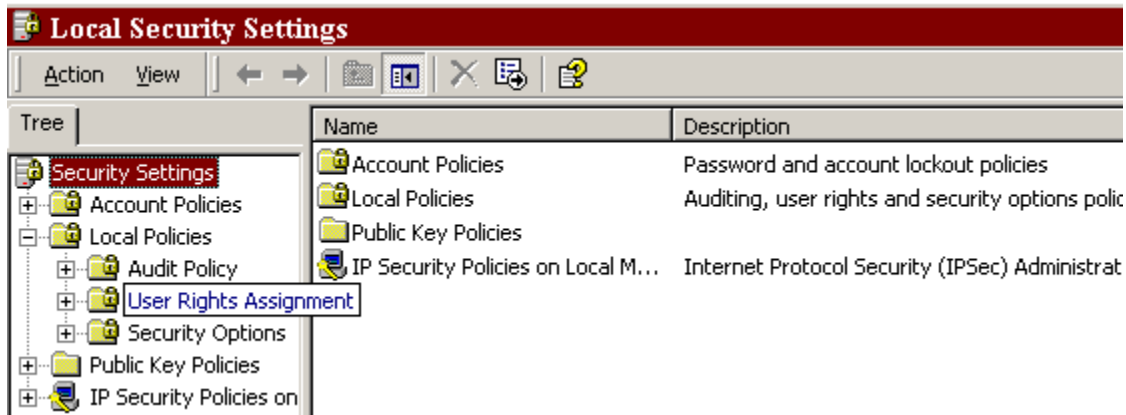 Local Security Settings
Action View
Tree
Security Settings
Account Policies
Local Policies
Audit Policy
User Rights Assignment
Security Options
Public Key Policies
IP Security Policies on
Name Description
Account Policies Password and account lockout policies
Local Policies Auditing, user rights and security options polic
Public Key Policies
IP Security Policies on Local M... Internet Protocol Security (IPSec) Administrat